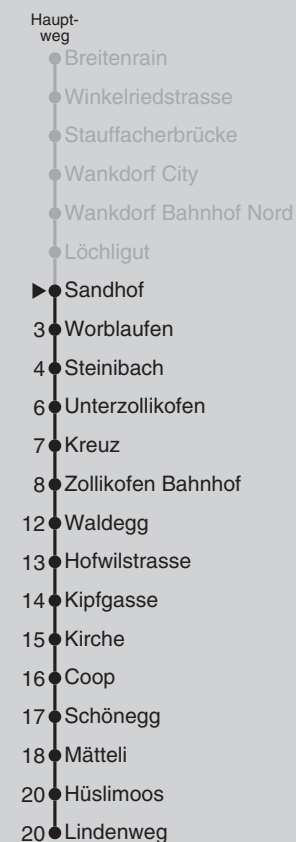 Haupt-
weg
Breitenrain
Winkelriedstrasse
Stauffacherbrücke
Wankdorf City
Wankdorf Bahnhof Nord
Löchligut
Sandhof
3 Worblaufen
4 Steinibach
6 Unterzollikofen
7 Kreuz
8 Zollikofen Bahnhof
12 Waldegg
13 Hofwilstrasse
14 Kipfgasse
15 Kirche
16 Coop
17 Schönegg
18 Mätteli
20 Hüslimoos
20 Lindenweg